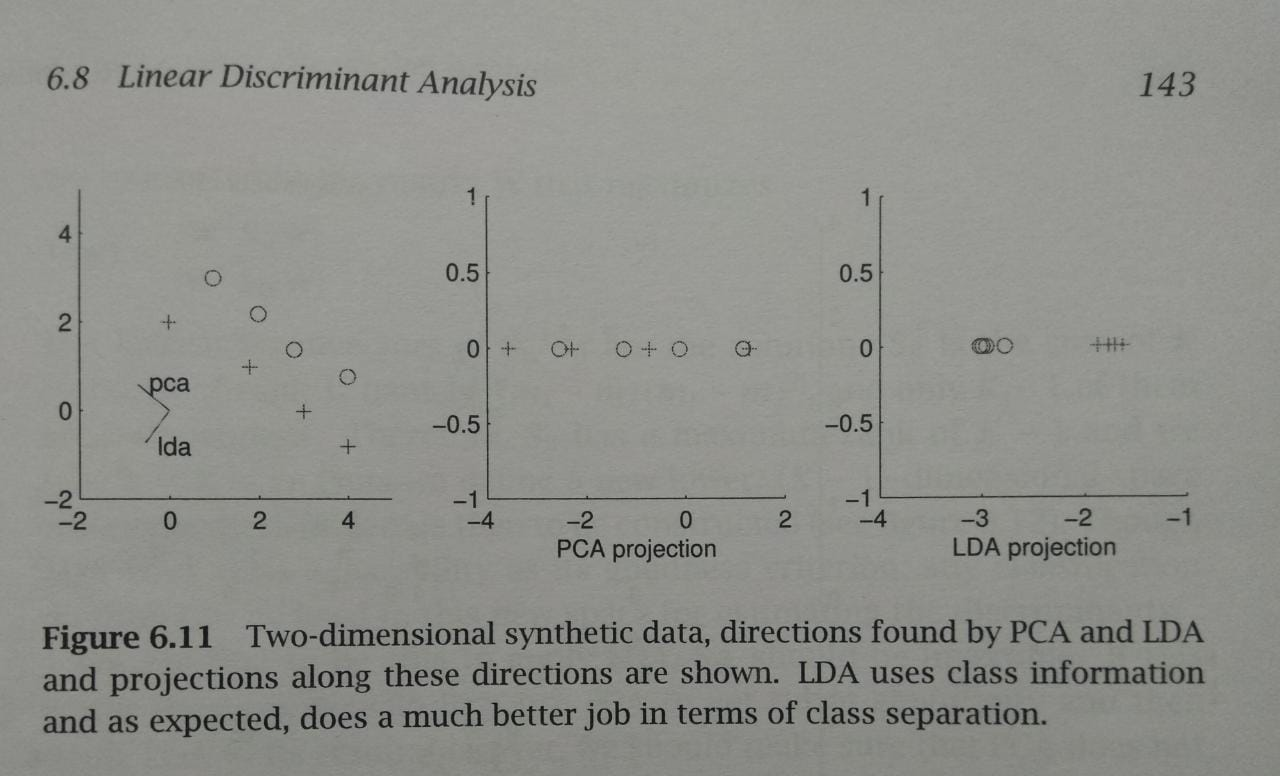 6.8 Linear Discriminant Analysis 143
4
2
0
−2
−2 0 2 4
pca
lda
1
0.5
0
−0.5
−1
−4 −2 0 2
PCA projection
1
0.5
0
−0.5
−1
−4 −3 −2 −1
LDA projection
Figure 6.11 Two-dimensional synthetic data, directions found by PCA and LDA
and projections along these directions are shown. LDA uses class information
and as expected, does a much better job in terms of class separation.